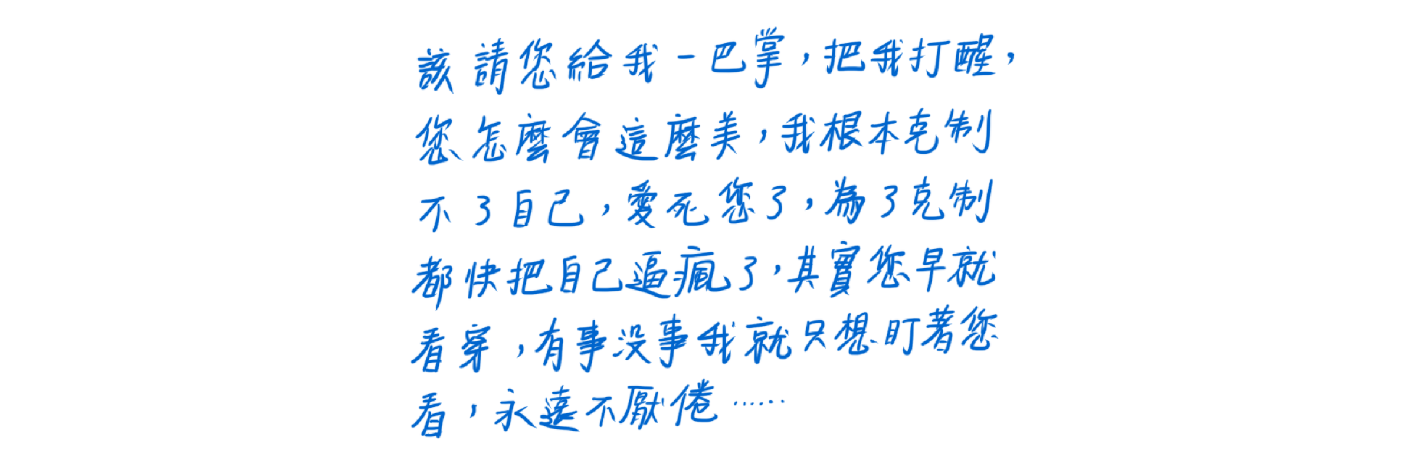 該請您給我一巴掌，把我打醒，
您怎麼會這麼美，我根本克制
不了自己，愛死您了，為了克制
都快把自己逼瘋了，其實您早就
看穿，有事沒事我就只想盯著您
看，永遠不厭倦……